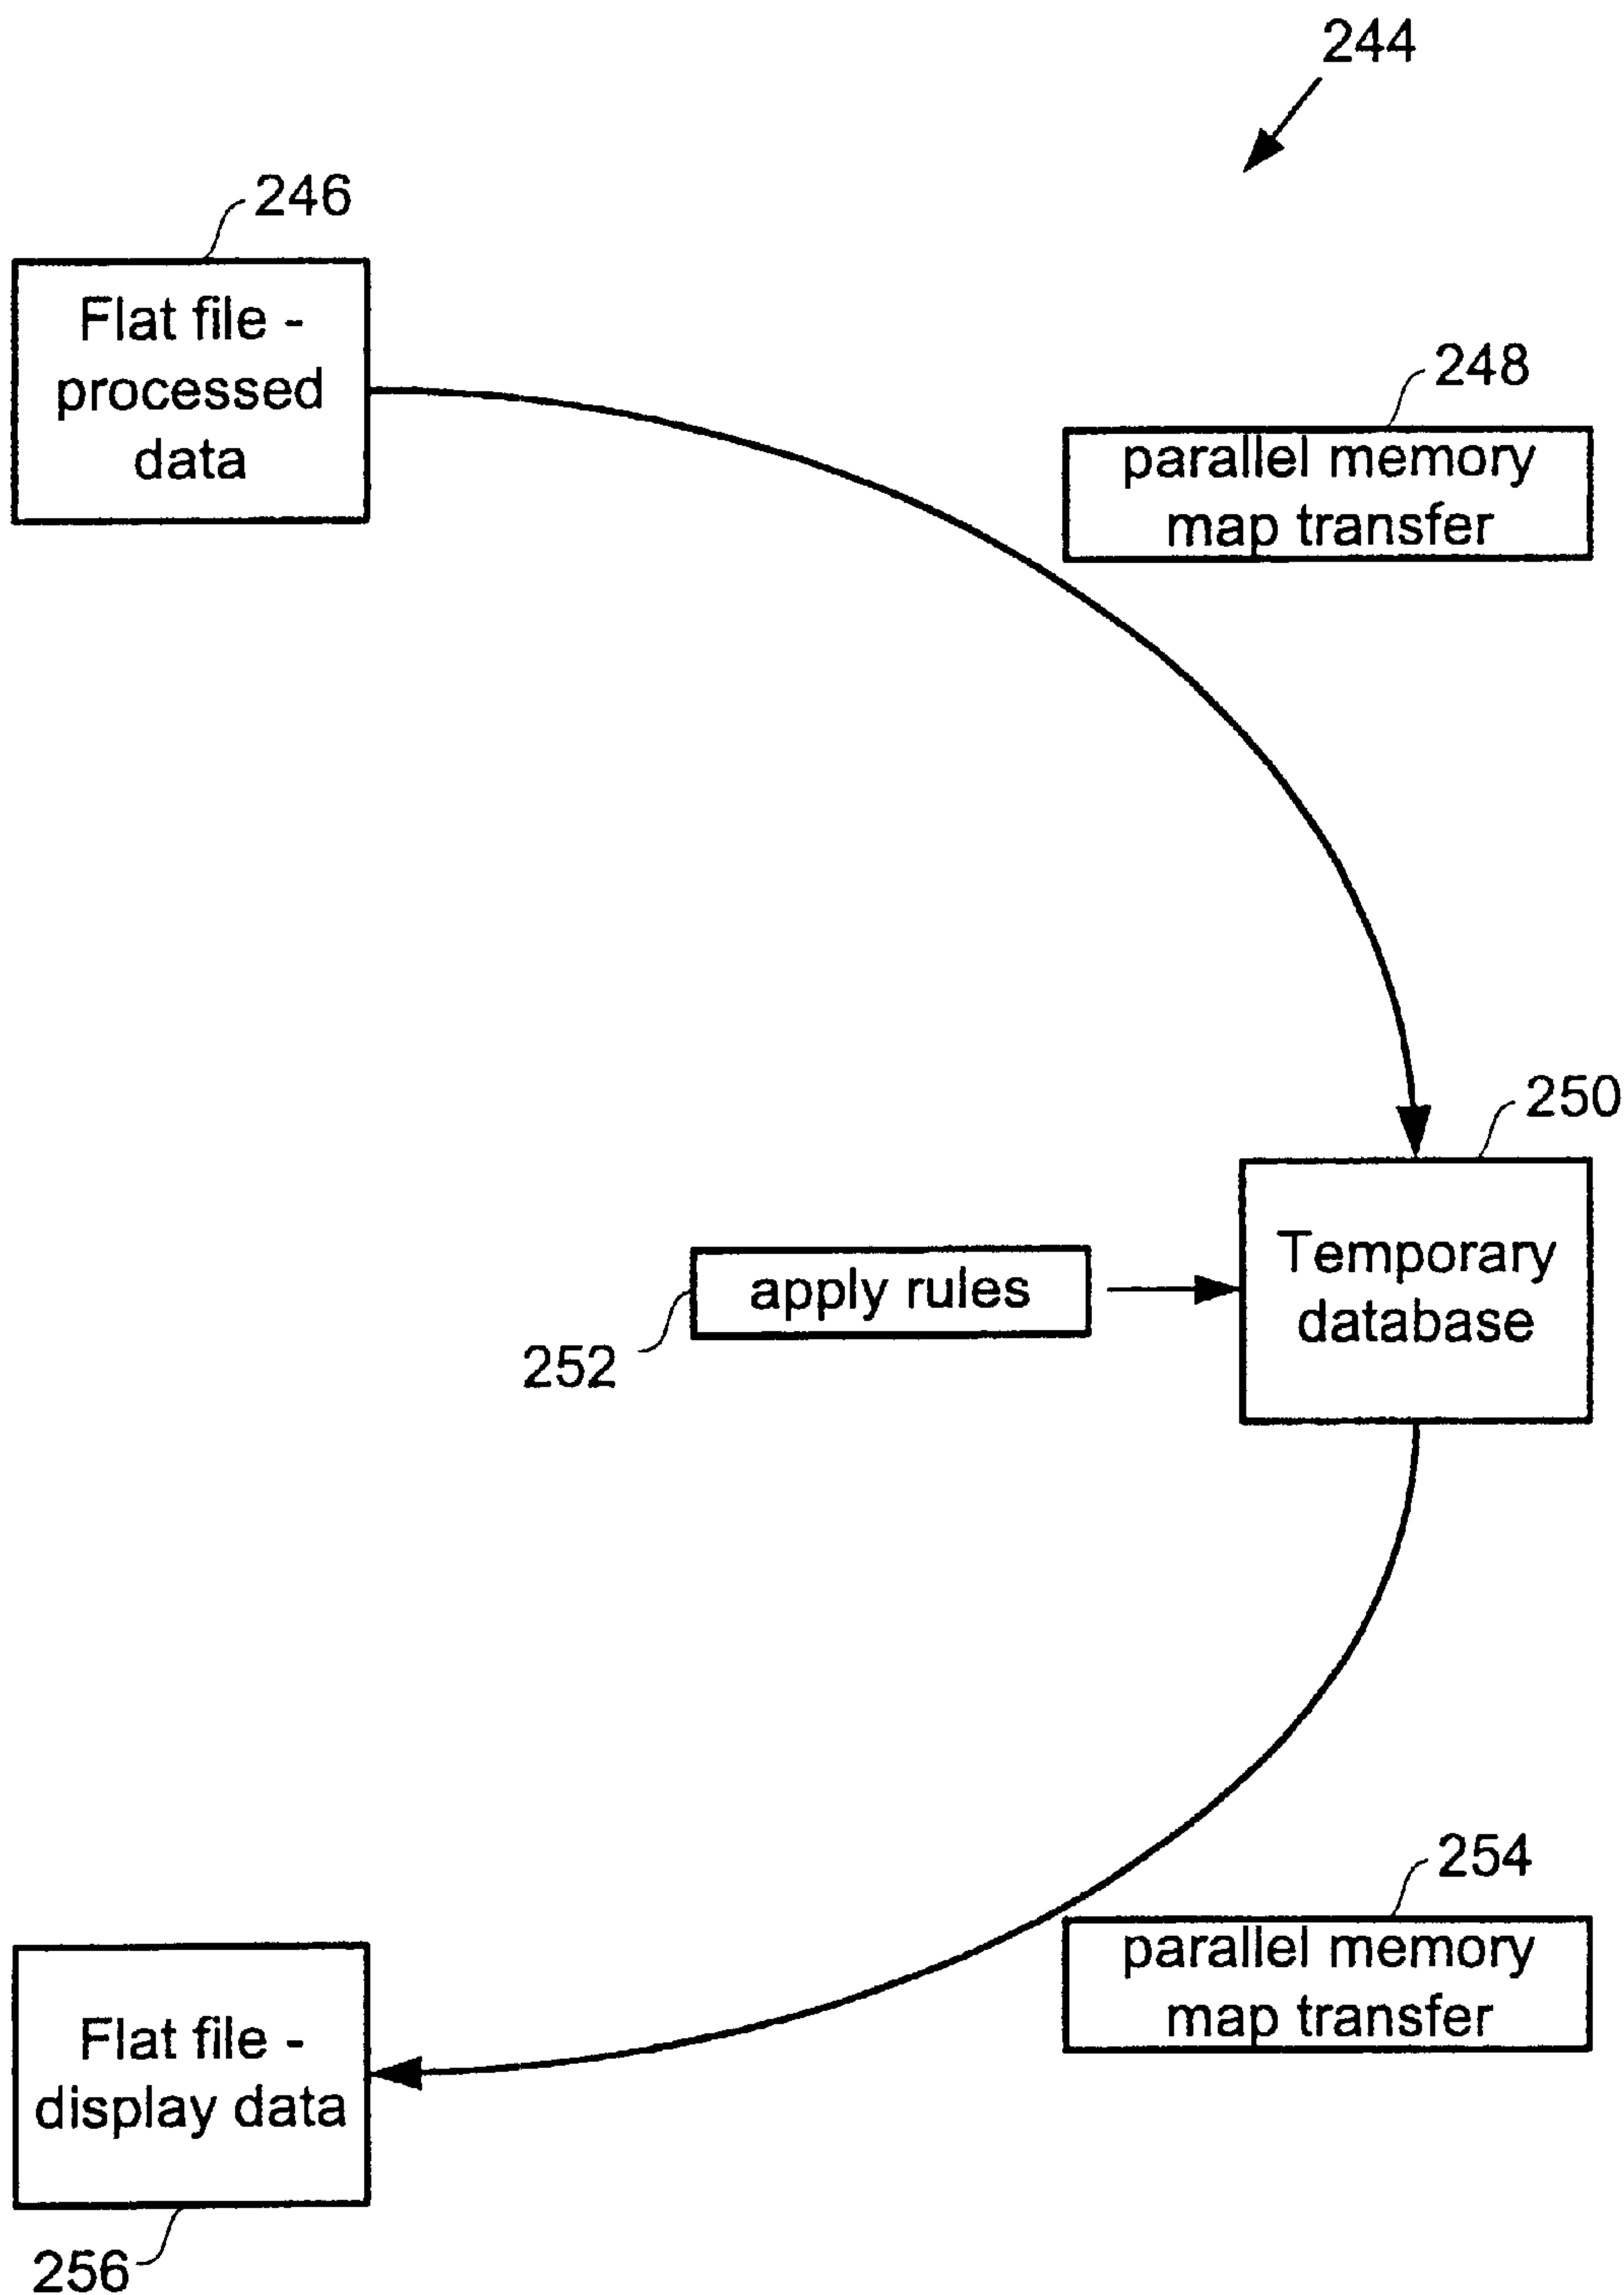 244
246
Flat file -
processed
data
248
parallel memory
map transfer
250
Temporary
database
apply rules
252
254
parallel memory
map transfer
Flat file -
display data
256